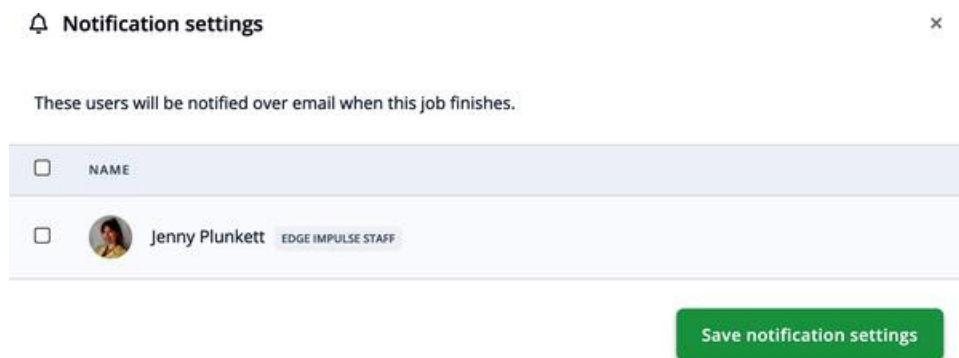 Notification settings
These users will be notified over email when this job finishes.
NAME
Jenny Plunkett EDGE IMPULSE STAFF
Save notification settings